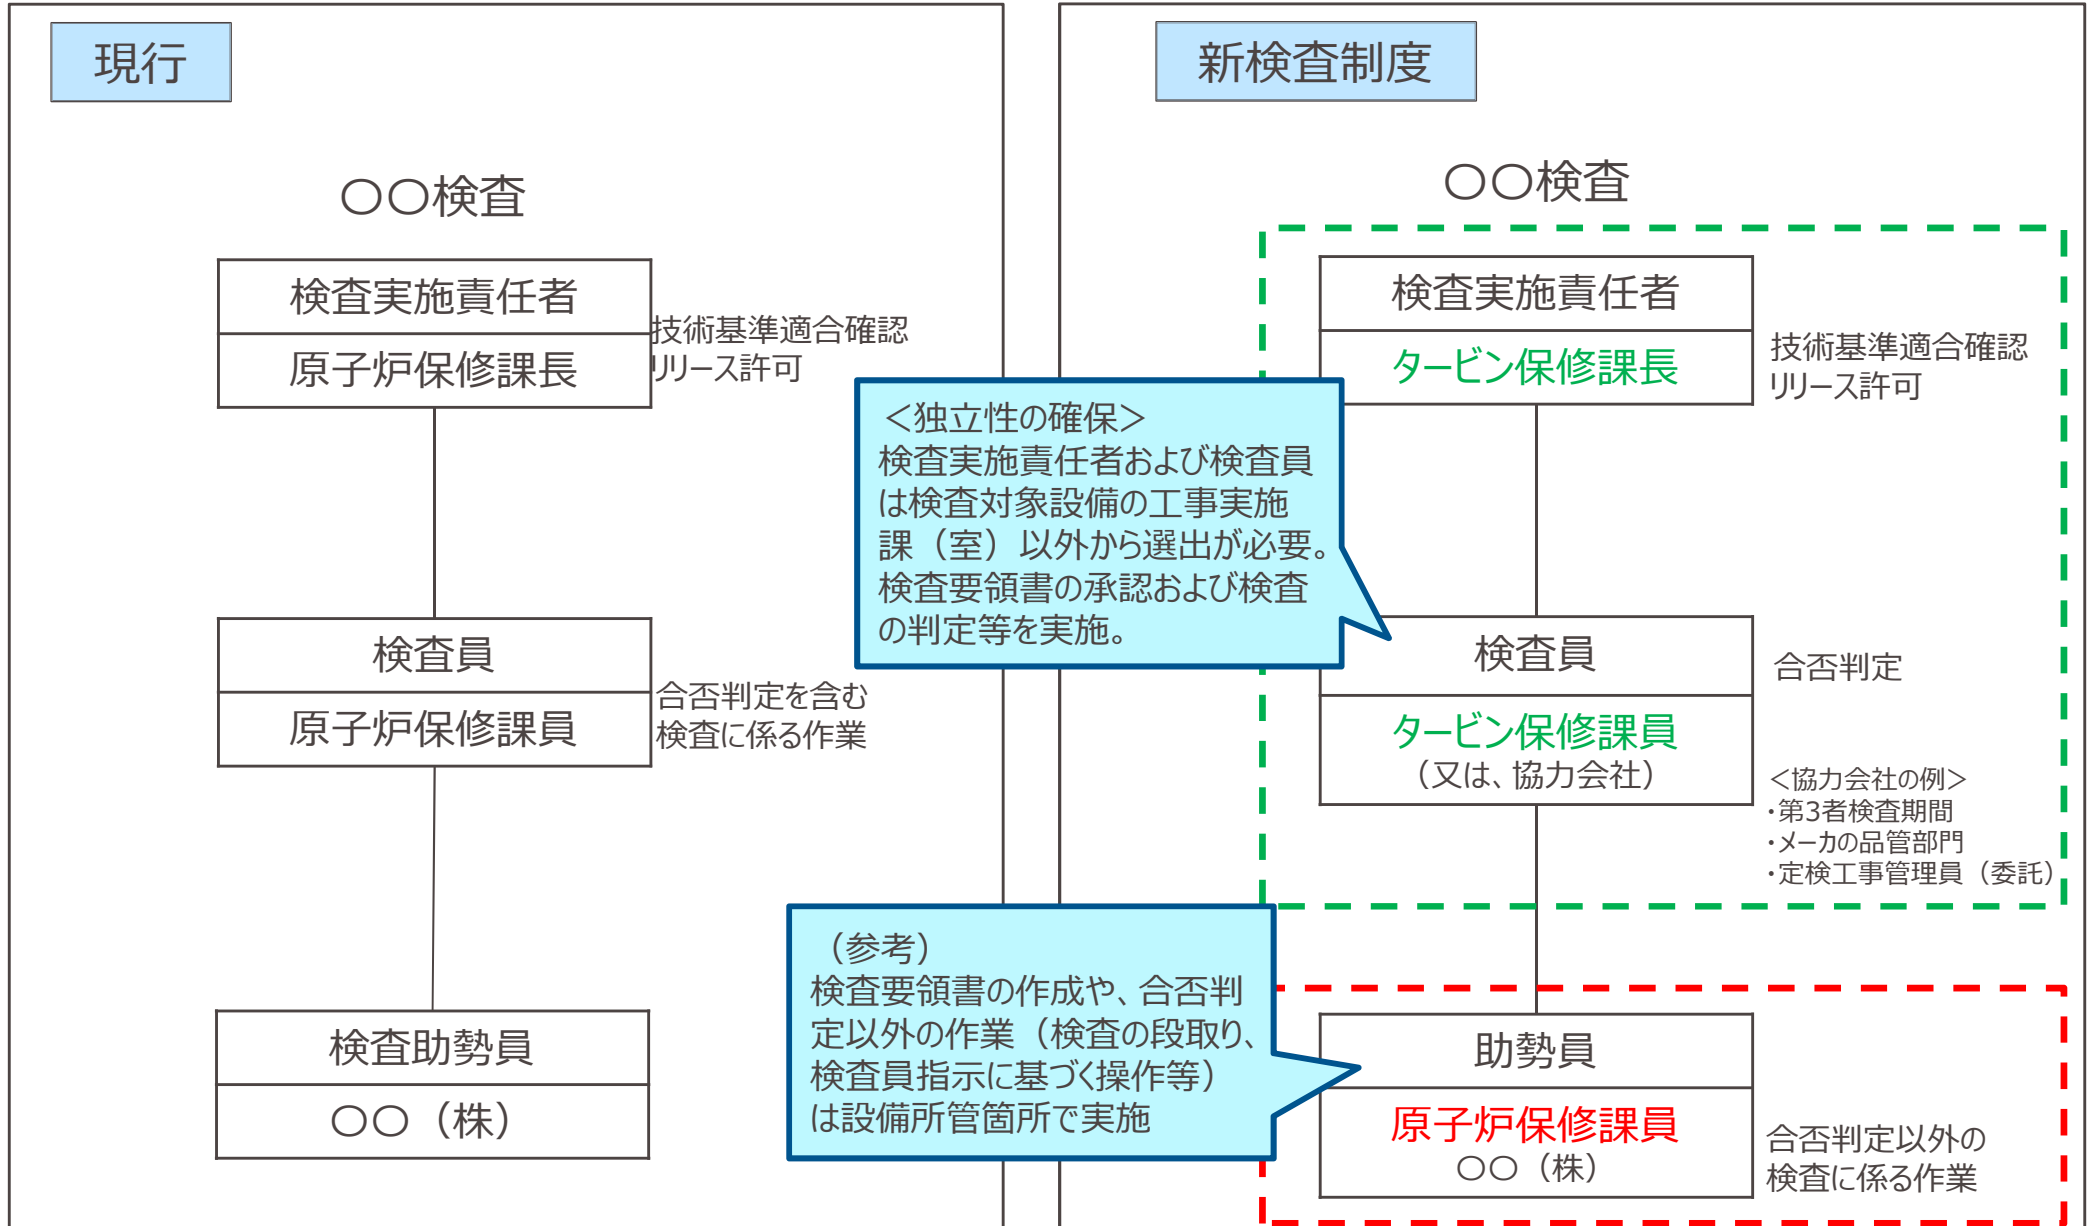 現行
〇〇検査
検査実施責任者
原子炉保修課長
技術基準適合確認
リリース許可
検査員
原子炉保修課員
合否判定を含む
検査に係る作業
検査助勢員
〇〇（株）
新検査制度
〇〇検査
検査実施責任者
タービン保修課長
技術基準適合確認
リリース許可
＜独立性の確保＞
検査実施責任者および検査員
は検査対象設備の工事実施
課（室）以外から選出が必要。
検査要領書の承認および検査
の判定等を実施。
検査員
タービン保修課員
（又は、協力会社）
合否判定
＜協力会社の例＞
・第3者検査期間
・メーカの品管部門
・定検工事管理員（委託）
（参考）
検査要領書の作成や、合否判
定以外の作業（検査の段取り、
検査員指示に基づく操作等）
は設備所管箇所で実施
助勢員
原子炉保修課員
〇〇（株）
合否判定以外の
検査に係る作業